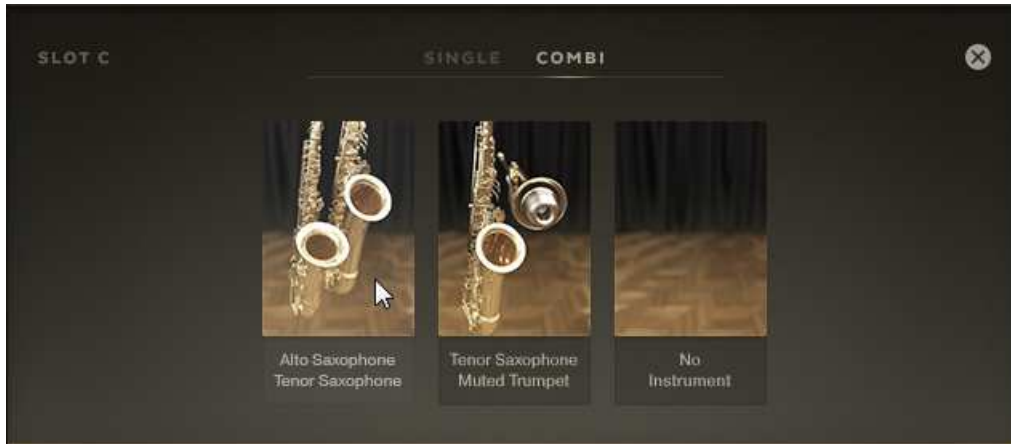 SLOT C
SINGLE COMBI
Alto Saxophone
Tenor Saxophone
Tenor Saxophone
Muted Trumpet
No
Instrument